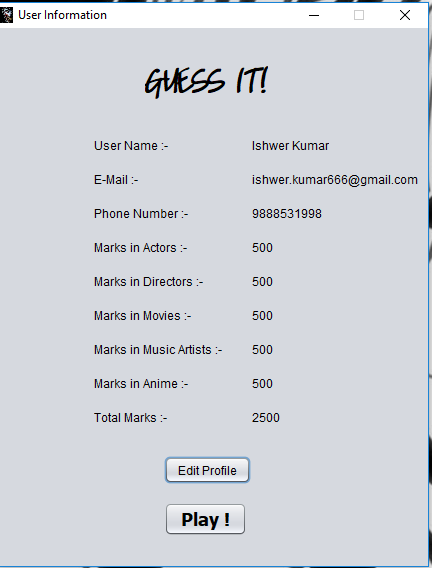 User Information
GUESS IT!
User Name :- Ishwer Kumar
E-Mail :- ishwer.kumar666@gmail.com
Phone Number :- 9888531998
Marks in Actors :- 500
Marks in Directors :- 500
Marks in Movies :- 500
Marks in Music Artists :- 500
Marks in Anime :- 500
Total Marks :- 2500
Edit Profile
Play !